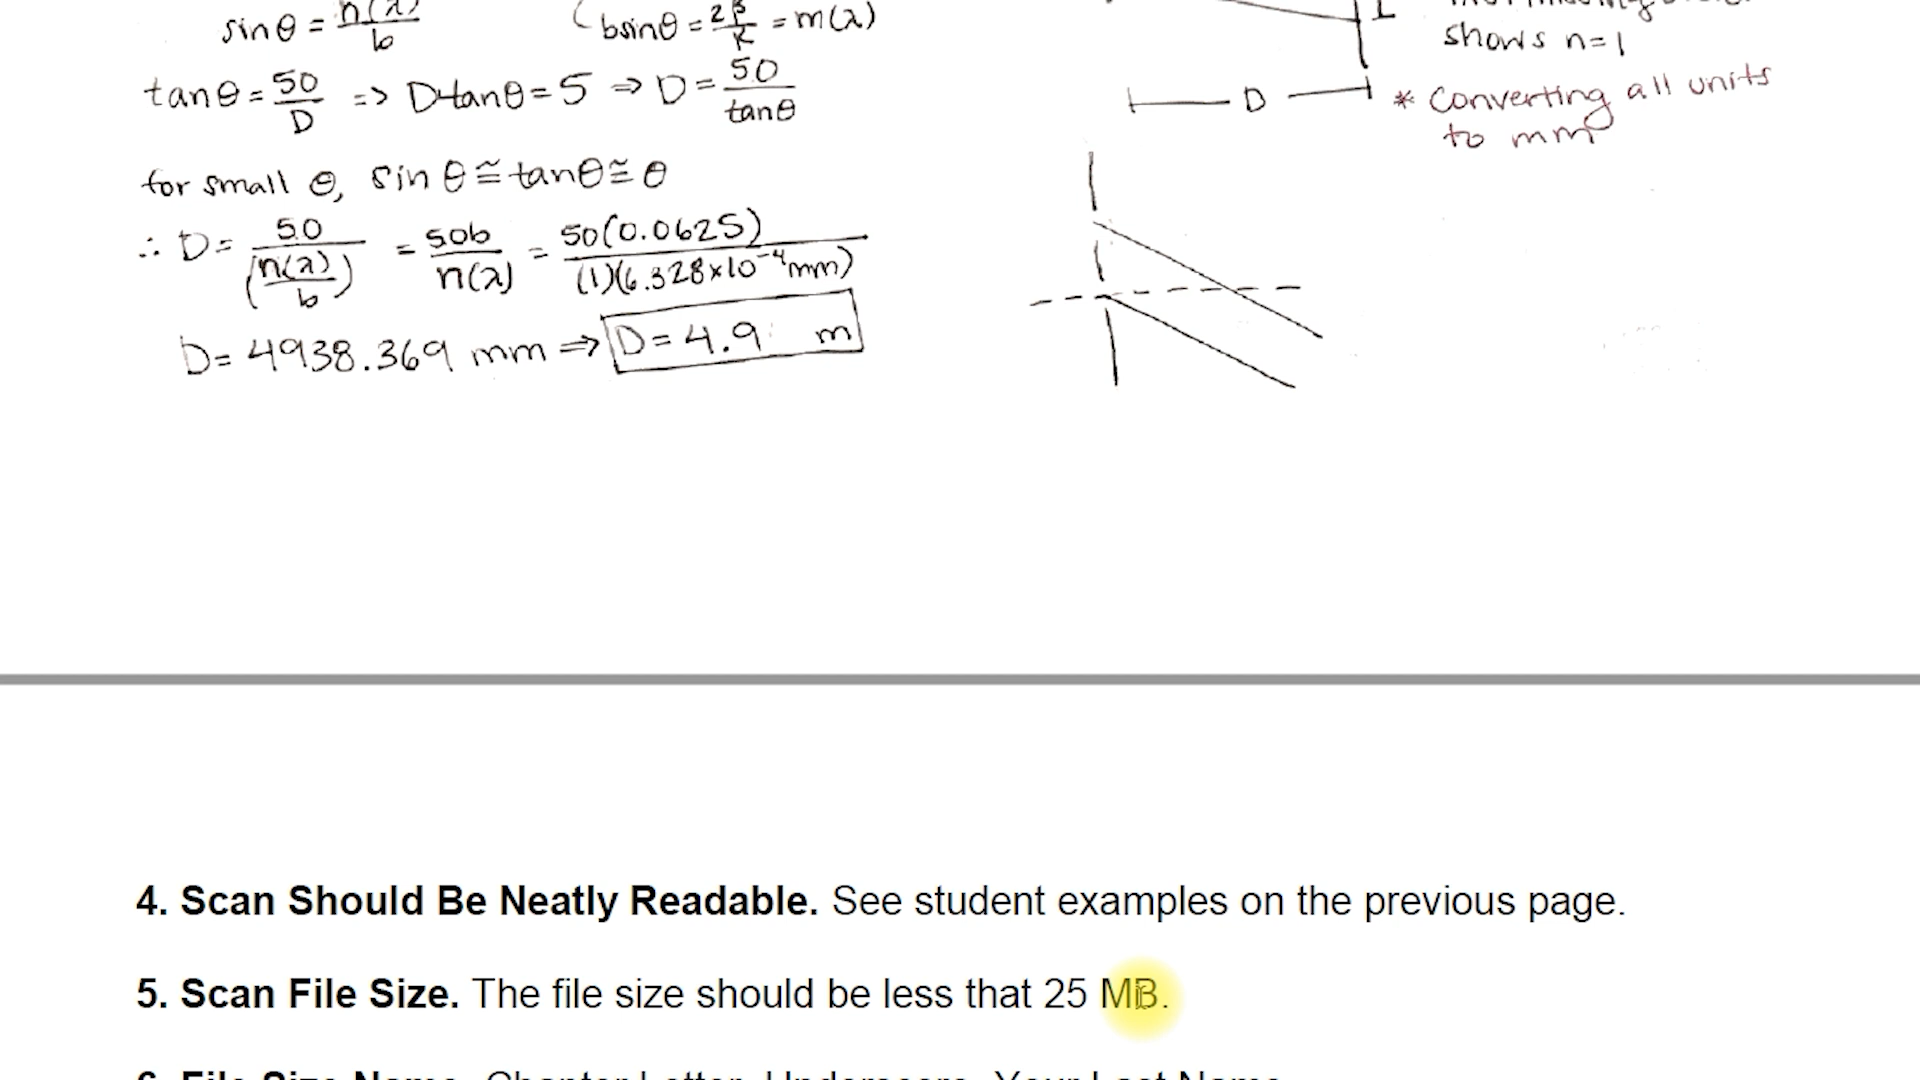 sinθ = n(λ)/b
(bsinθ = 2β/k = m(λ)
shows n=1
tanθ = 50/D => Dtanθ = 5 ⇒ D = 50/tanθ
D
* Converting all units
to mm
for small θ, sin θ ≅ tanθ ≅ θ
∴ D = 50/(n(λ)/b) = 50b/n(λ) = 50(0.0625)/(1)(6.328x10⁻⁴mm)
D = 4938.369 mm ⇒ D = 4.9 m
4. Scan Should Be Neatly Readable. See student examples on the previous page.
5. Scan File Size. The file size should be less that 25 MB.